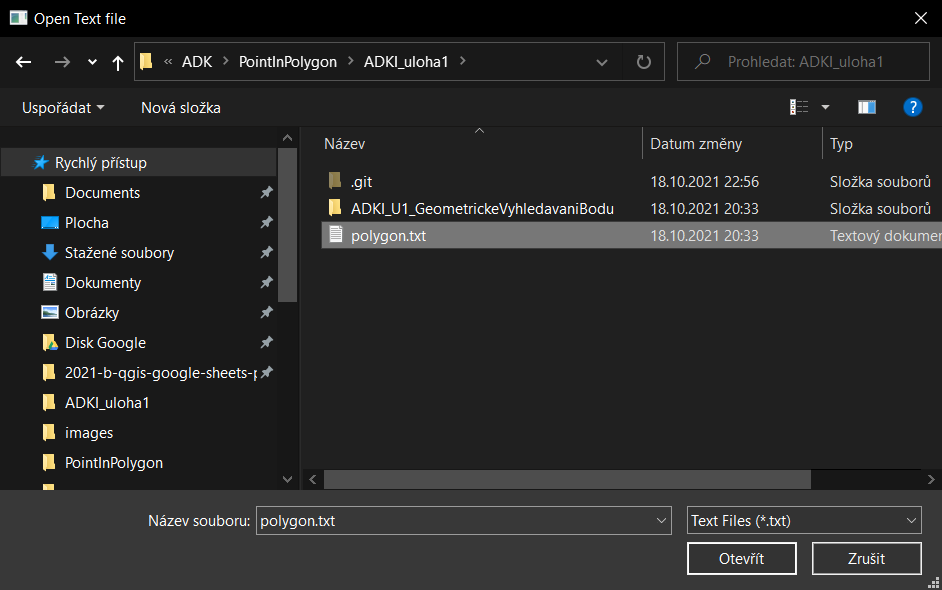 Open Text file
« ADK > PointInPolygon > ADKI_uloha1 >
Prohledat: ADKI_uloha1
Uspořádat
Nová složka
?
Název
Datum změny
Typ
Rychlý přístup
Documents
Plocha
Stažené soubory
Dokumenty
Obrázky
Disk Google
2021-b-qgis-google-sheets-p
ADKI_uloha1
images
PointInPolygon
.git 18.10.2021 22:56 Složka souborů
ADKI_U1_GeometrickeVyhledavaniBodu 18.10.2021 20:33 Složka souborů
polygon.txt 18.10.2021 20:33 Textový dokumen
Název souboru: polygon.txt
Text Files (*.txt)
Otevřít
Zrušit